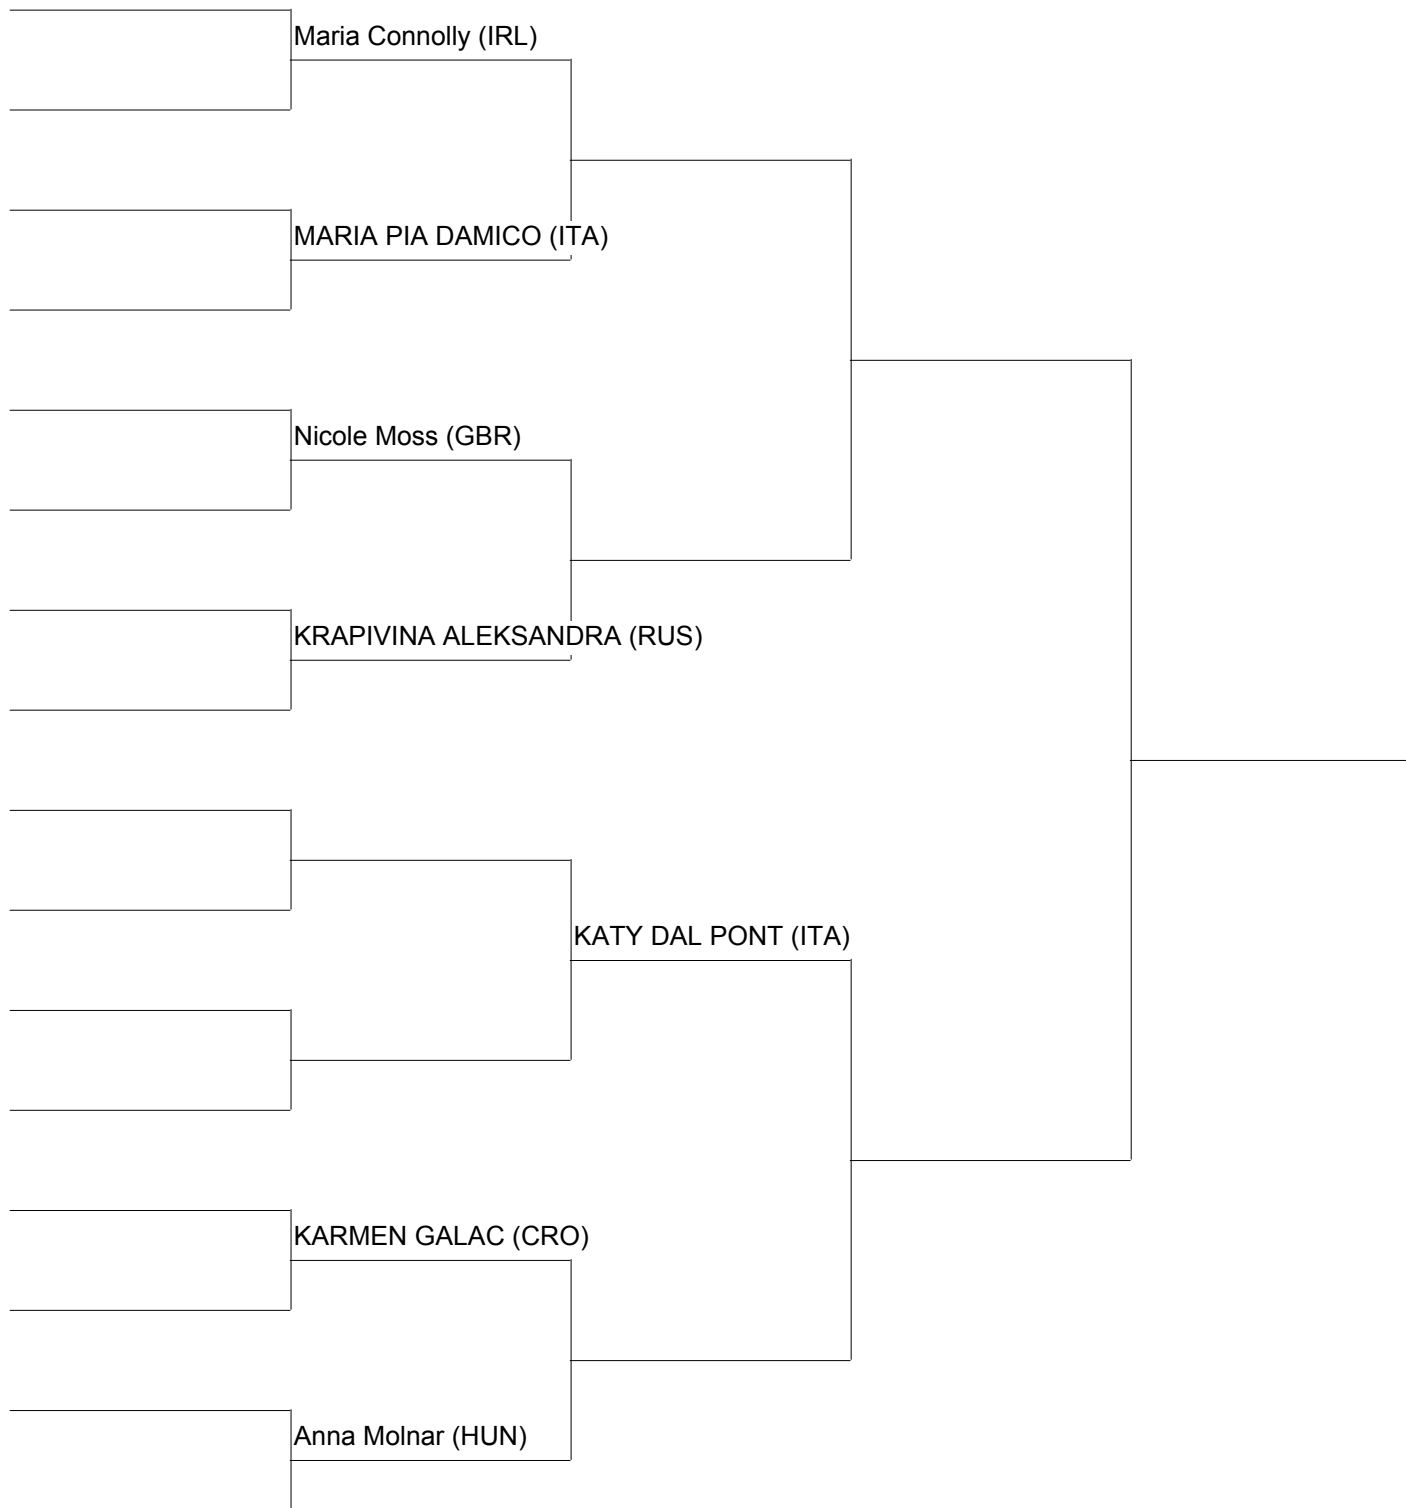 Maria Connolly (IRL)
MARIA PIA DAMICO (ITA)
Nicole Moss (GBR)
KRAPIVINA ALEKSANDRA (RUS)
KATY DAL PONT (ITA)
KARMEN GALAC (CRO)
Anna Molnar (HUN)